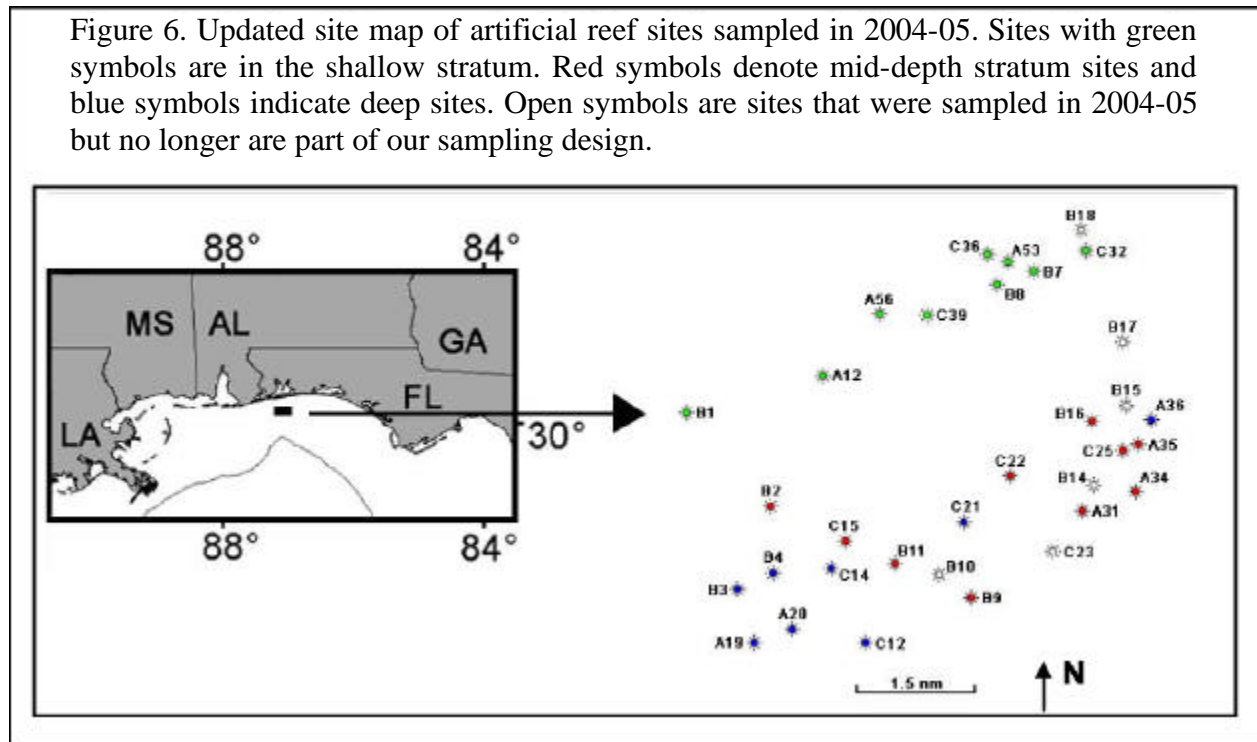 Figure 6. Updated site map of artificial reef sites sampled in 2004-05. Sites with green
symbols are in the shallow stratum. Red symbols denote mid-depth stratum sites and
blue symbols indicate deep sites. Open symbols are sites that were sampled in 2004-05
but no longer are part of our sampling design.
88° 84°
MS AL GA
FL
LA
30°
88° 84°
B18
C36 A53 C32
B7
B8
A56
C39
B17
A12
B15
B1
B16 A36
C25 A35
C22
B14 A34
B2
A31
C21
C15
C23
B11
B4 C14 B10
B3
B9
A20
A19 C12
1.5 nm
N